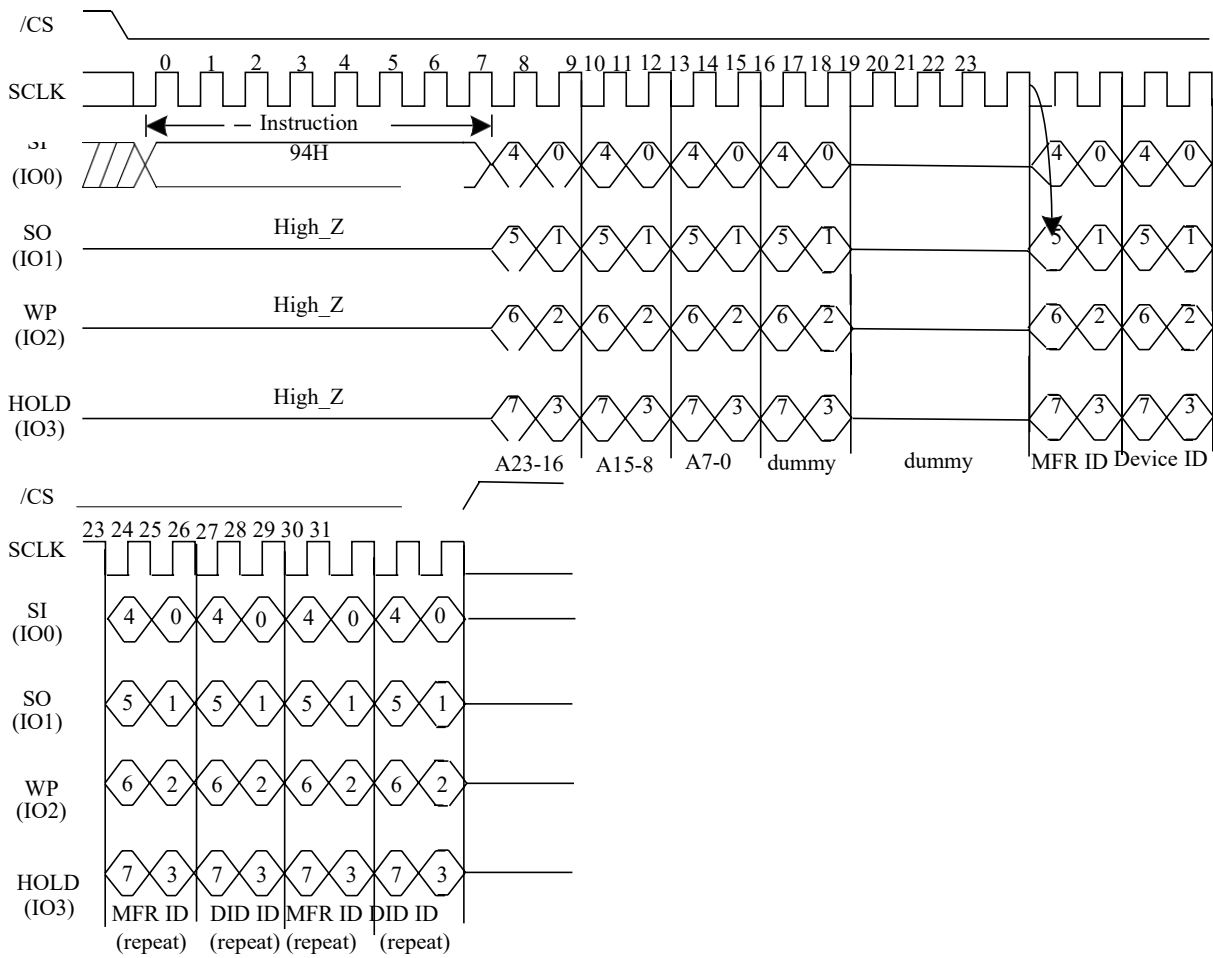 /CS
0 1 2 3 4 5 6 7 8 9 10 11 12 13 14 15 16 17 18 19 20 21 22 23
SCLK
Instruction
SI
94H
4 0 4 0 4 0 4 0 4 0 4 0
(IO0)
SO
High_Z
5 1 5 1 5 1 5 1 5 1 5 1
(IO1)
WP
High_Z
6 2 6 2 6 2 6 2 6 2 6 2
(IO2)
HOLD
High_Z
7 3 7 3 7 3 7 3 7 3 7 3
(IO3)
A23-16 A15-8 A7-0 dummy dummy MFR ID Device ID
/CS
23 24 25 26 27 28 29 30 31
SCLK
SI
4 0 4 0 4 0 4 0
(IO0)
SO
5 1 5 1 5 1 5 1
(IO1)
WP
6 2 6 2 6 2 6 2
(IO2)
HOLD
7 3 7 3 7 3 7 3
(IO3)
MFR ID DID ID MFR ID DID ID
(repeat) (repeat) (repeat) (repeat)